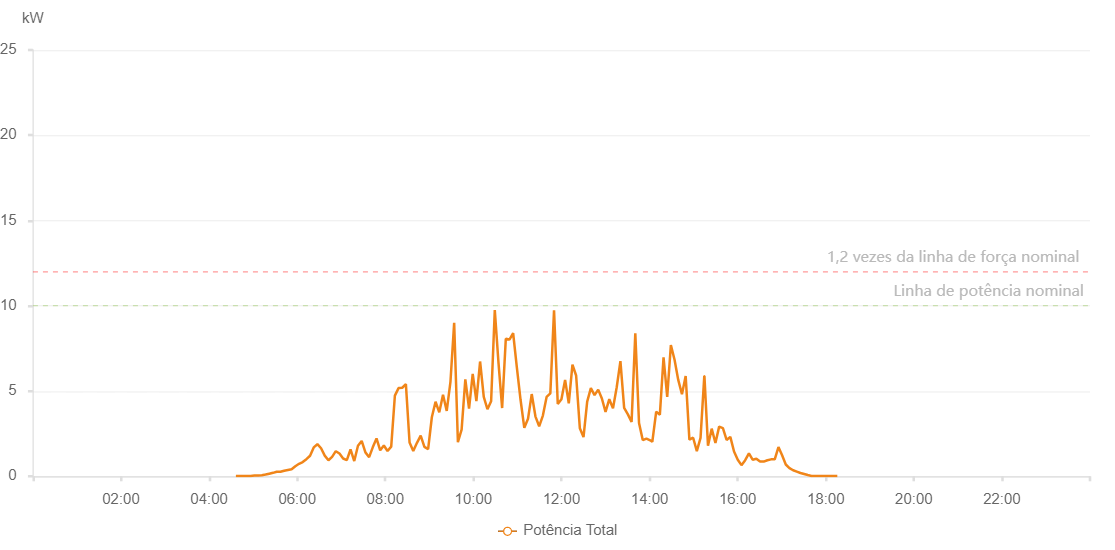 kW
25
20
15
1,2 vezes da linha de força nominal
Linha de potência nominal
10
5
0
02:00 04:00 06:00 08:00 10:00 12:00 14:00 16:00 18:00 20:00 22:00
Potência Total